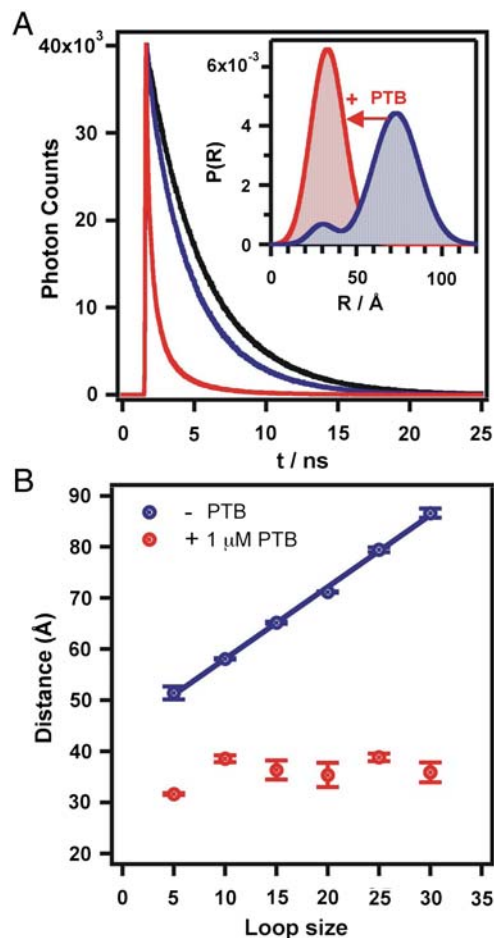 A
40x10³
30
20
10
0
Photon Counts
0 5 10 15 20 25
t / ns
6x10⁻³
4
2
0
P(R)
+ PTB
0 50 100
R / Å
B
90
80
70
60
50
40
30
20
Distance (Å)
- PTB
+ 1 μM PTB
0 5 10 15 20 25 30 35
Loop size